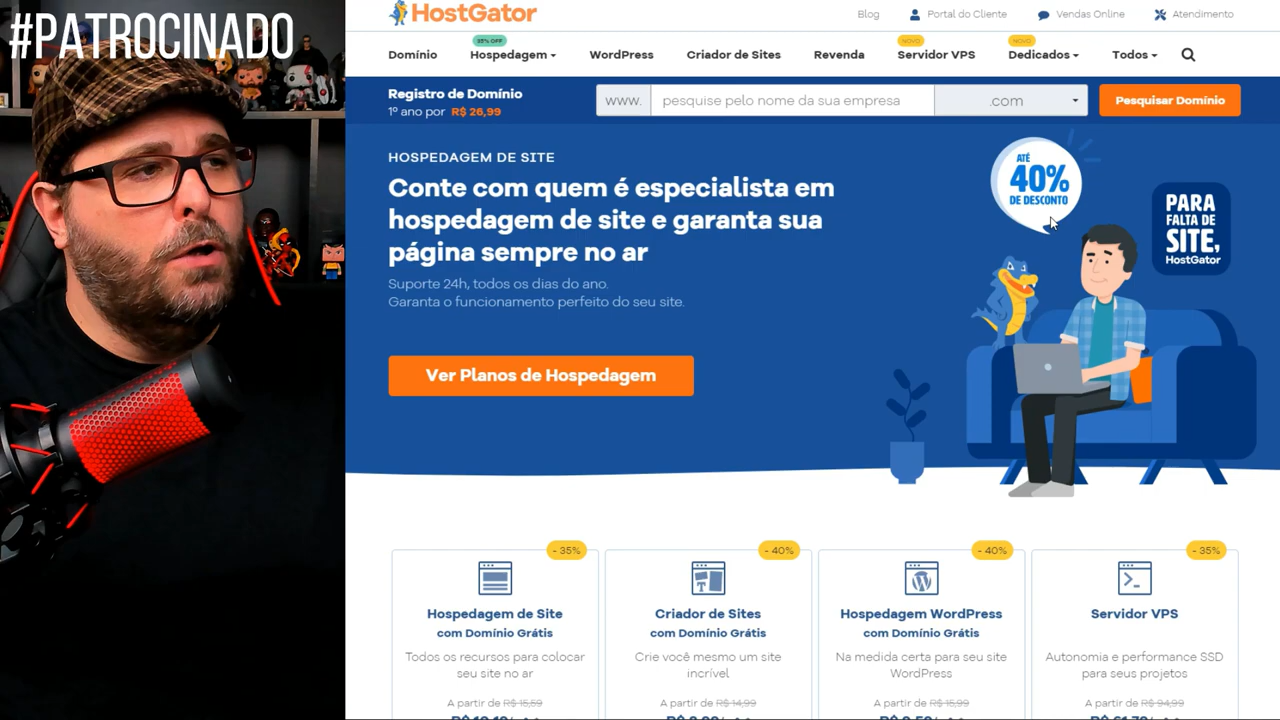 #PATROCINADO
HostGator
Blog
Portal do Cliente
Vendas Online
Atendimento
Domínio
35% OFF
Hospedagem
WordPress
Criador de Sites
Revenda
NOVO
Servidor VPS
NOVO
Dedicados
Todos
Registro de Domínio
1º ano por R$ 26,99
www.
pesquise pelo nome da sua empresa
.com
Pesquisar Domínio
HOSPEDAGEM DE SITE
Conte com quem é especialista em
hospedagem de site e garanta sua
página sempre no ar
Suporte 24h, todos os dias do ano.
Garanta o funcionamento perfeito do seu site.
Ver Planos de Hospedagem
ATÉ
40%
DE DESCONTO
PARA
FALTA DE
SITE,
HostGator
- 35%
Hospedagem de Site
com Domínio Grátis
Todos os recursos para colocar
seu site no ar
A partir de R$ 15,59
- 40%
Criador de Sites
com Domínio Grátis
Crie você mesmo um site
incrível
A partir de R$ 14,99
- 40%
Hospedagem WordPress
com Domínio Grátis
Na medida certa para seu site
WordPress
A partir de R$ 15,99
- 35%
Servidor VPS
Autonomia e performance SSD
para seus projetos
A partir de R$ 94,99